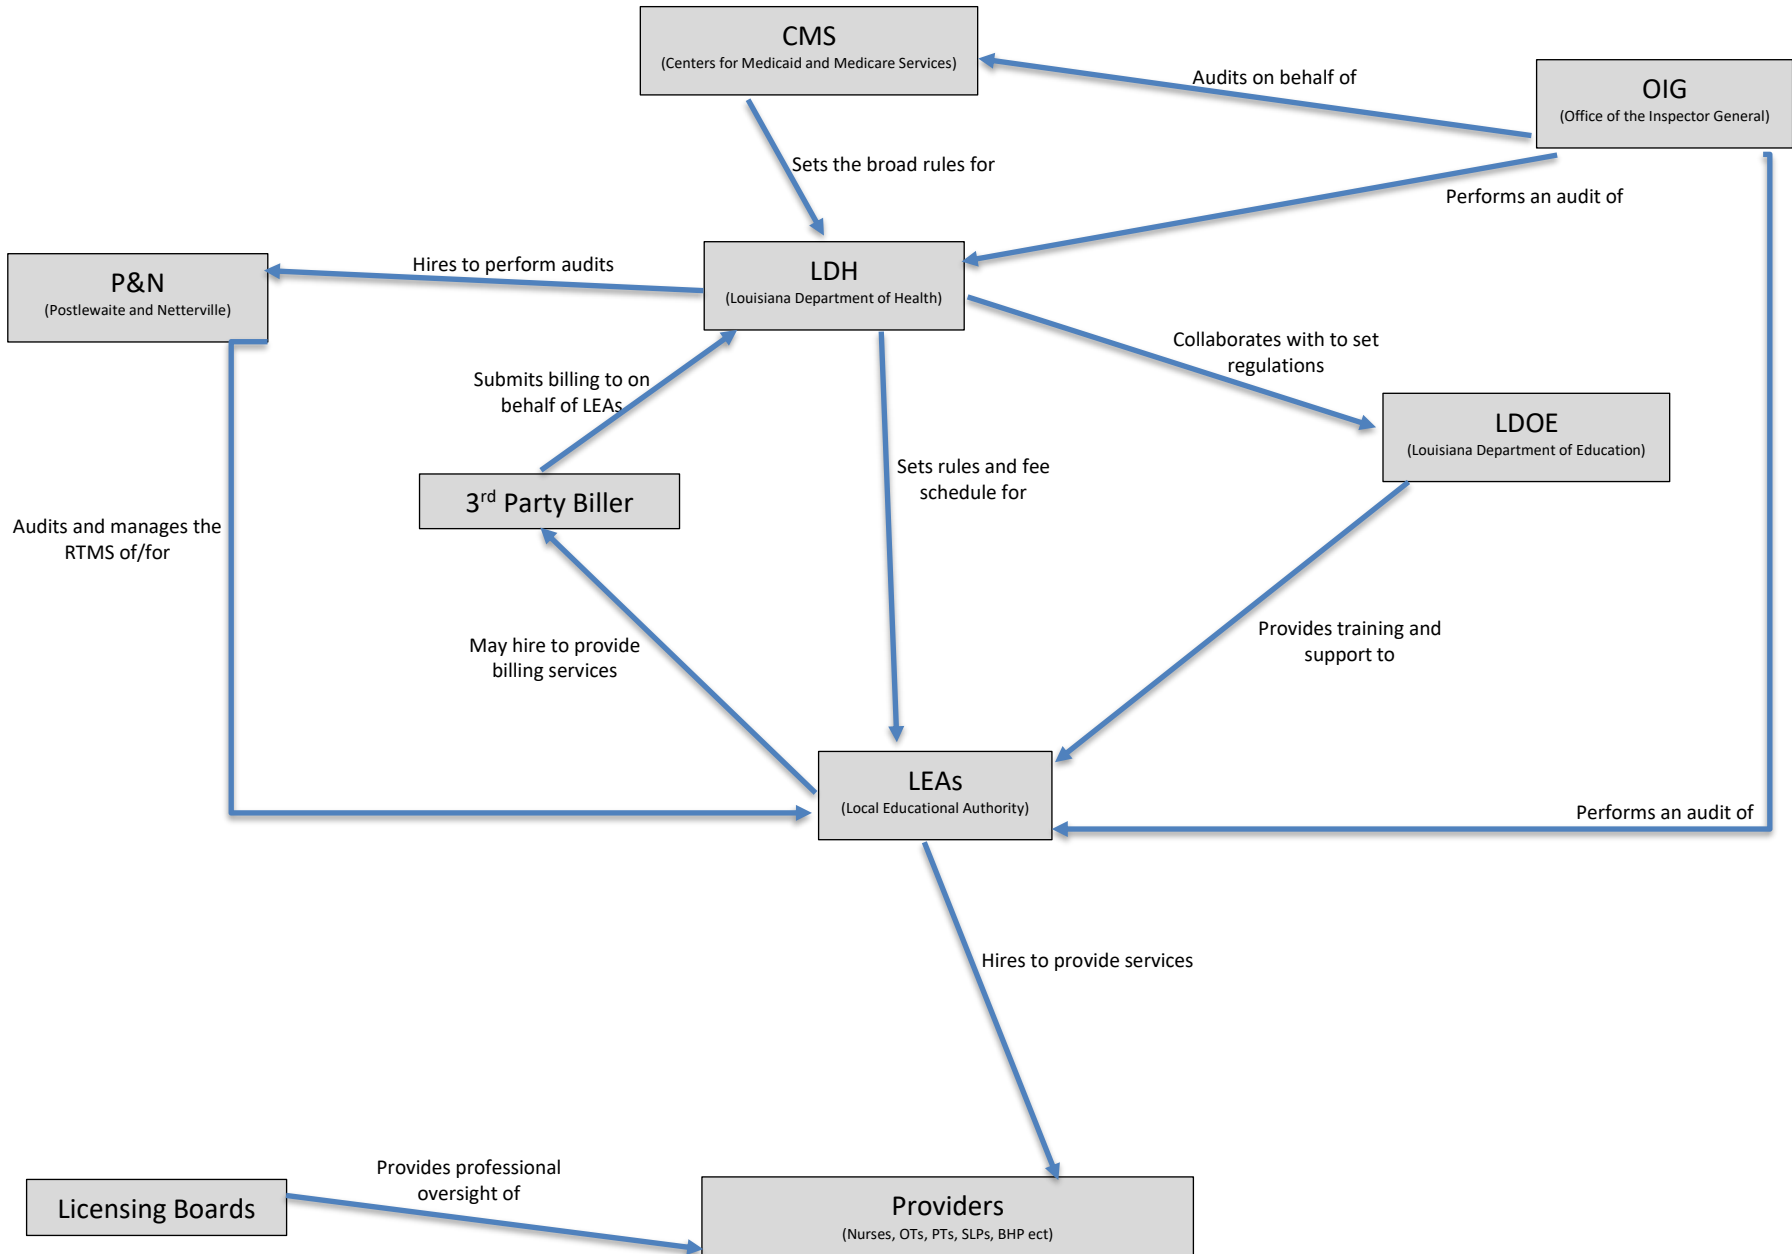 CMS
(Centers for Medicaid and Medicare Services)
Audits on behalf of
OIG
(Office of the Inspector General)
Sets the broad rules for
Performs an audit of
P&N
(Postlewaite and Netterville)
Hires to perform audits
LDH
(Louisiana Department of Health)
Collaborates with to set
regulations
Submits billing to on
behalf of LEAs
LDOE
(Louisiana Department of Education)
Sets rules and fee
schedule for
3rd Party Biller
Audits and manages the
RTMS of/for
May hire to provide
billing services
Provides training and
support to
LEAs
(Local Educational Authority)
Performs an audit of
Hires to provide services
Provides professional
oversight of
Licensing Boards
Providers
(Nurses, OTs, PTs, SLPs, BHP ect)